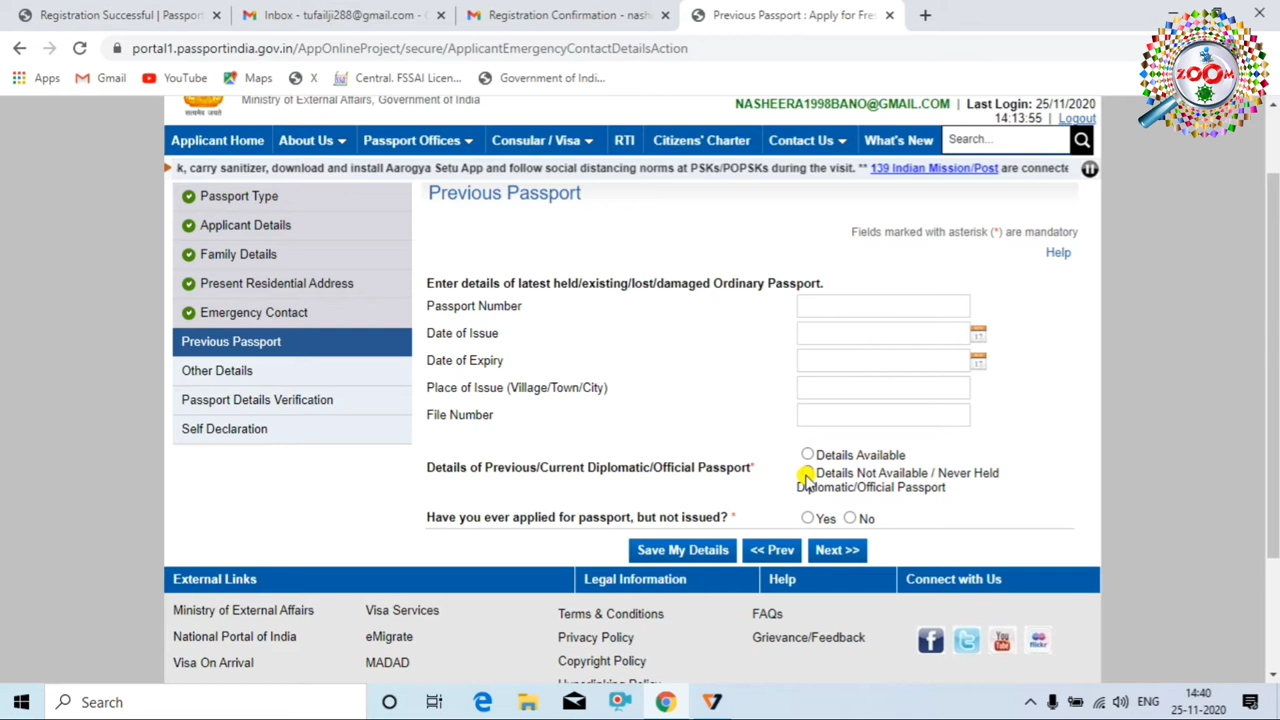 Registration Successful | Passpor
Inbox - tufailji288@gmail.com -
Registration Confirmation - nash
Previous Passport : Apply for Fre
portal1.passportindia.gov.in/AppOnlineProject/secure/ApplicantEmergencyContactDetailsAction
Apps Gmail YouTube Maps X Central. FSSAI Licen... Government of Indi...
ZOOM
सत्यमेव जयते
Ministry of External Affairs, Government of India
NASHEERA1998BANO@GMAIL.COM | Last Login: 25/11/2020
14:13:55 | Logout
Applicant Home About Us Passport Offices Consular / Visa RTI Citizens' Charter Contact Us What's New Search...
k, carry sanitizer, download and install Aarogya Setu App and follow social distancing norms at PSKs/POPSKs during the visit. ** 139 Indian Mission/Post are connecte
Passport Type
Applicant Details
Family Details
Present Residential Address
Emergency Contact
Previous Passport
Other Details
Passport Details Verification
Self Declaration
Previous Passport
Fields marked with asterisk (*) are mandatory
Help
Enter details of latest held/existing/lost/damaged Ordinary Passport.
Passport Number
Date of Issue
Date of Expiry
Place of Issue (Village/Town/City)
File Number
Details of Previous/Current Diplomatic/Official Passport*
Details Available
Details Not Available / Never Held
Diplomatic/Official Passport
Have you ever applied for passport, but not issued? *
Yes No
Save My Details << Prev Next >>
External Links Legal Information Help Connect with Us
Ministry of External Affairs Visa Services Terms & Conditions FAQs
National Portal of India eMigrate Privacy Policy Grievance/Feedback
Visa On Arrival MADAD Copyright Policy
Hyperlinking Policy
You
Tube
flickr
Search
ENG
14:40
25-11-2020